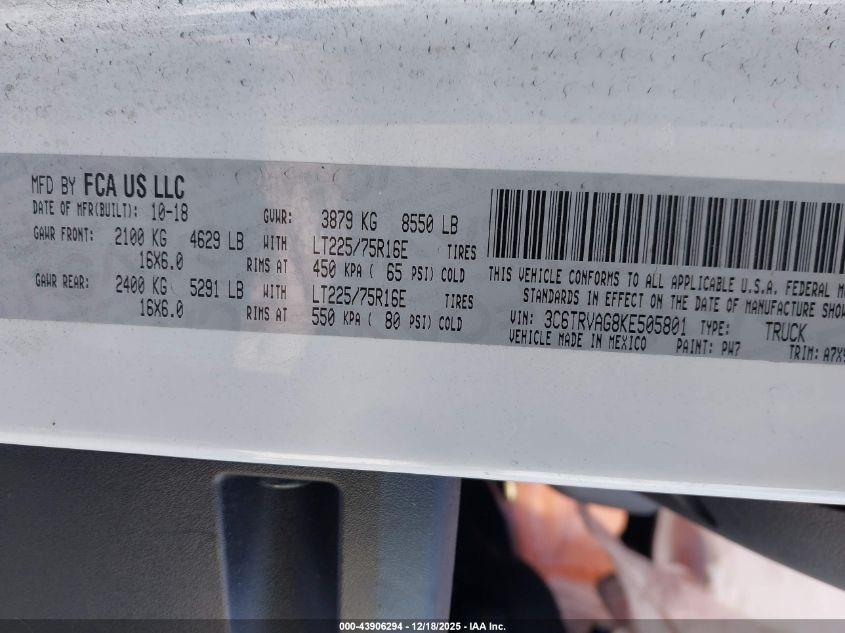 MFD BY FCA US LLC
DATE OF MFR(BUILT): 10-18
GVWR: 3879 KG 8550 LB
GAWR FRONT: 2100 KG 4629 LB WITH LT225/75R16E TIRES
16X6.0 RIMS AT 450 KPA ( 65 PSI) COLD
GAWR REAR: 2400 KG 5291 LB WITH LT225/75R16E TIRES
16X6.0 RIMS AT 550 KPA ( 80 PSI) COLD
THIS VEHICLE CONFORMS TO ALL APPLICABLE U.S.A. FEDERAL
STANDARDS IN EFFECT ON THE DATE OF MANUFACTURE
VIN: 3C6TRVAG8KE505801 TYPE: TRUCK
VEHICLE MADE IN MEXICO PAINT: PW7 TRIM:
000-43906294 - 12/18/2025 - IAA Inc.